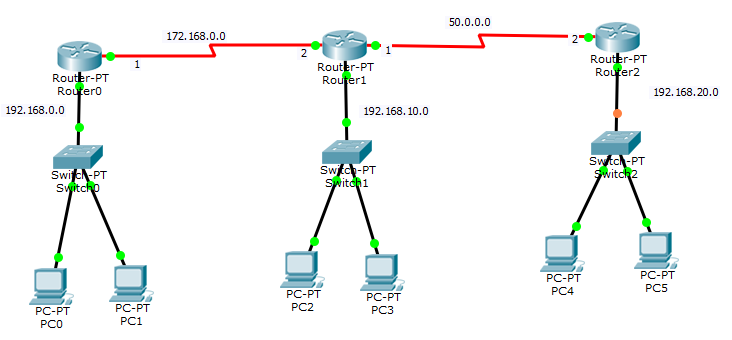 172.168.0.0
50.0.0.0
1
2
1
2
Router-PT
Router0
Router-PT
Router1
Router-PT
Router2
192.168.0.0
192.168.10.0
192.168.20.0
Switch-PT
Switch0
Switch-PT
Switch1
Switch-PT
Switch2
PC-PT
PC0
PC-PT
PC1
PC-PT
PC2
PC-PT
PC3
PC-PT
PC4
PC-PT
PC5